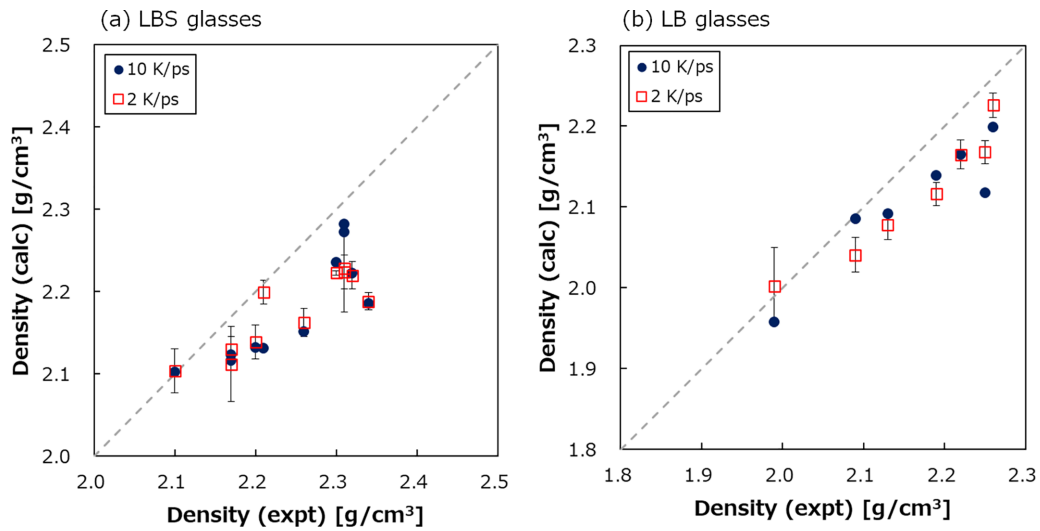 (a) LBS glasses
10 K/ps
2 K/ps
2.5
2.4
2.3
2.2
2.1
2.0
Density (calc) [g/cm³]
2.0 2.1 2.2 2.3 2.4 2.5
Density (expt) [g/cm³]
(b) LB glasses
10 K/ps
2 K/ps
2.3
2.2
2.1
2.0
1.9
1.8
Density (calc) [g/cm³]
1.8 1.9 2.0 2.1 2.2 2.3
Density (expt) [g/cm³]